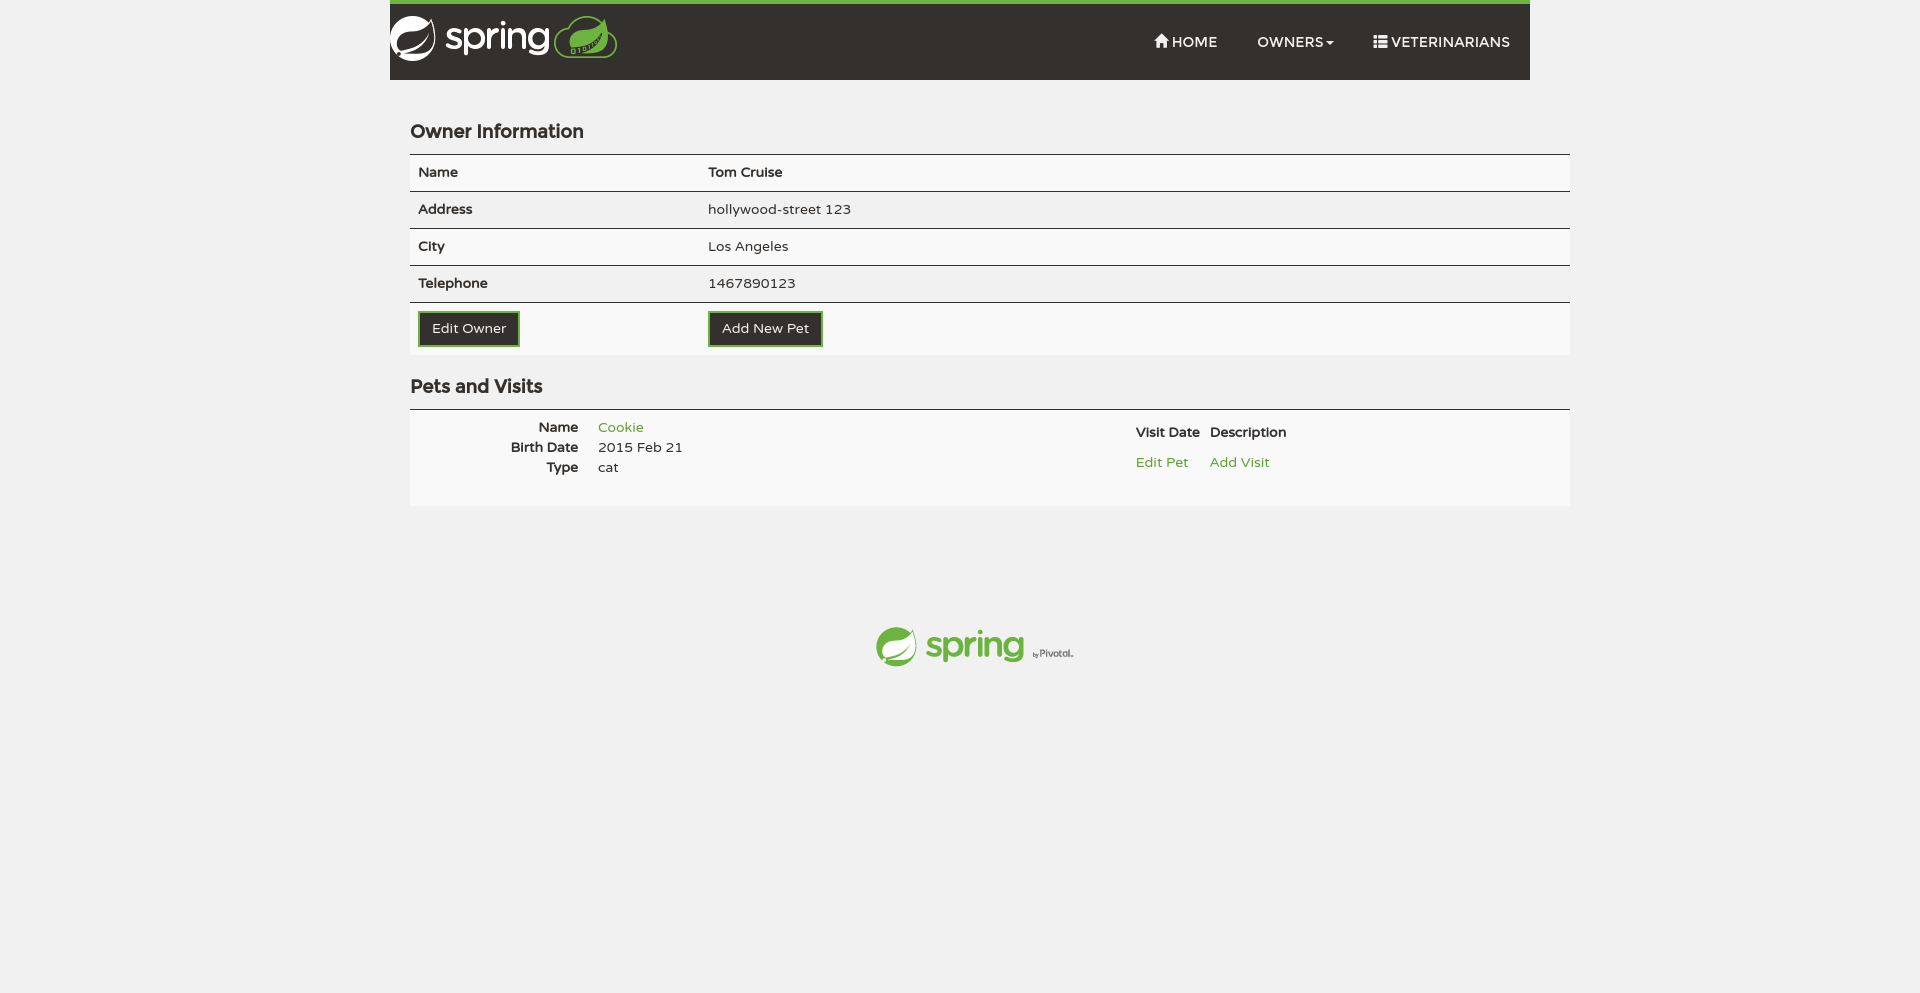 spring
HOME OWNERS VETERINARIANS
Owner Information
Name Tom Cruise
Address hollywood-street 123
City Los Angeles
Telephone 1467890123
Edit Owner Add New Pet
Pets and Visits
Name Cookie
Birth Date 2015 Feb 21
Type cat
Visit Date Description
Edit Pet Add Visit
spring by Pivotal.